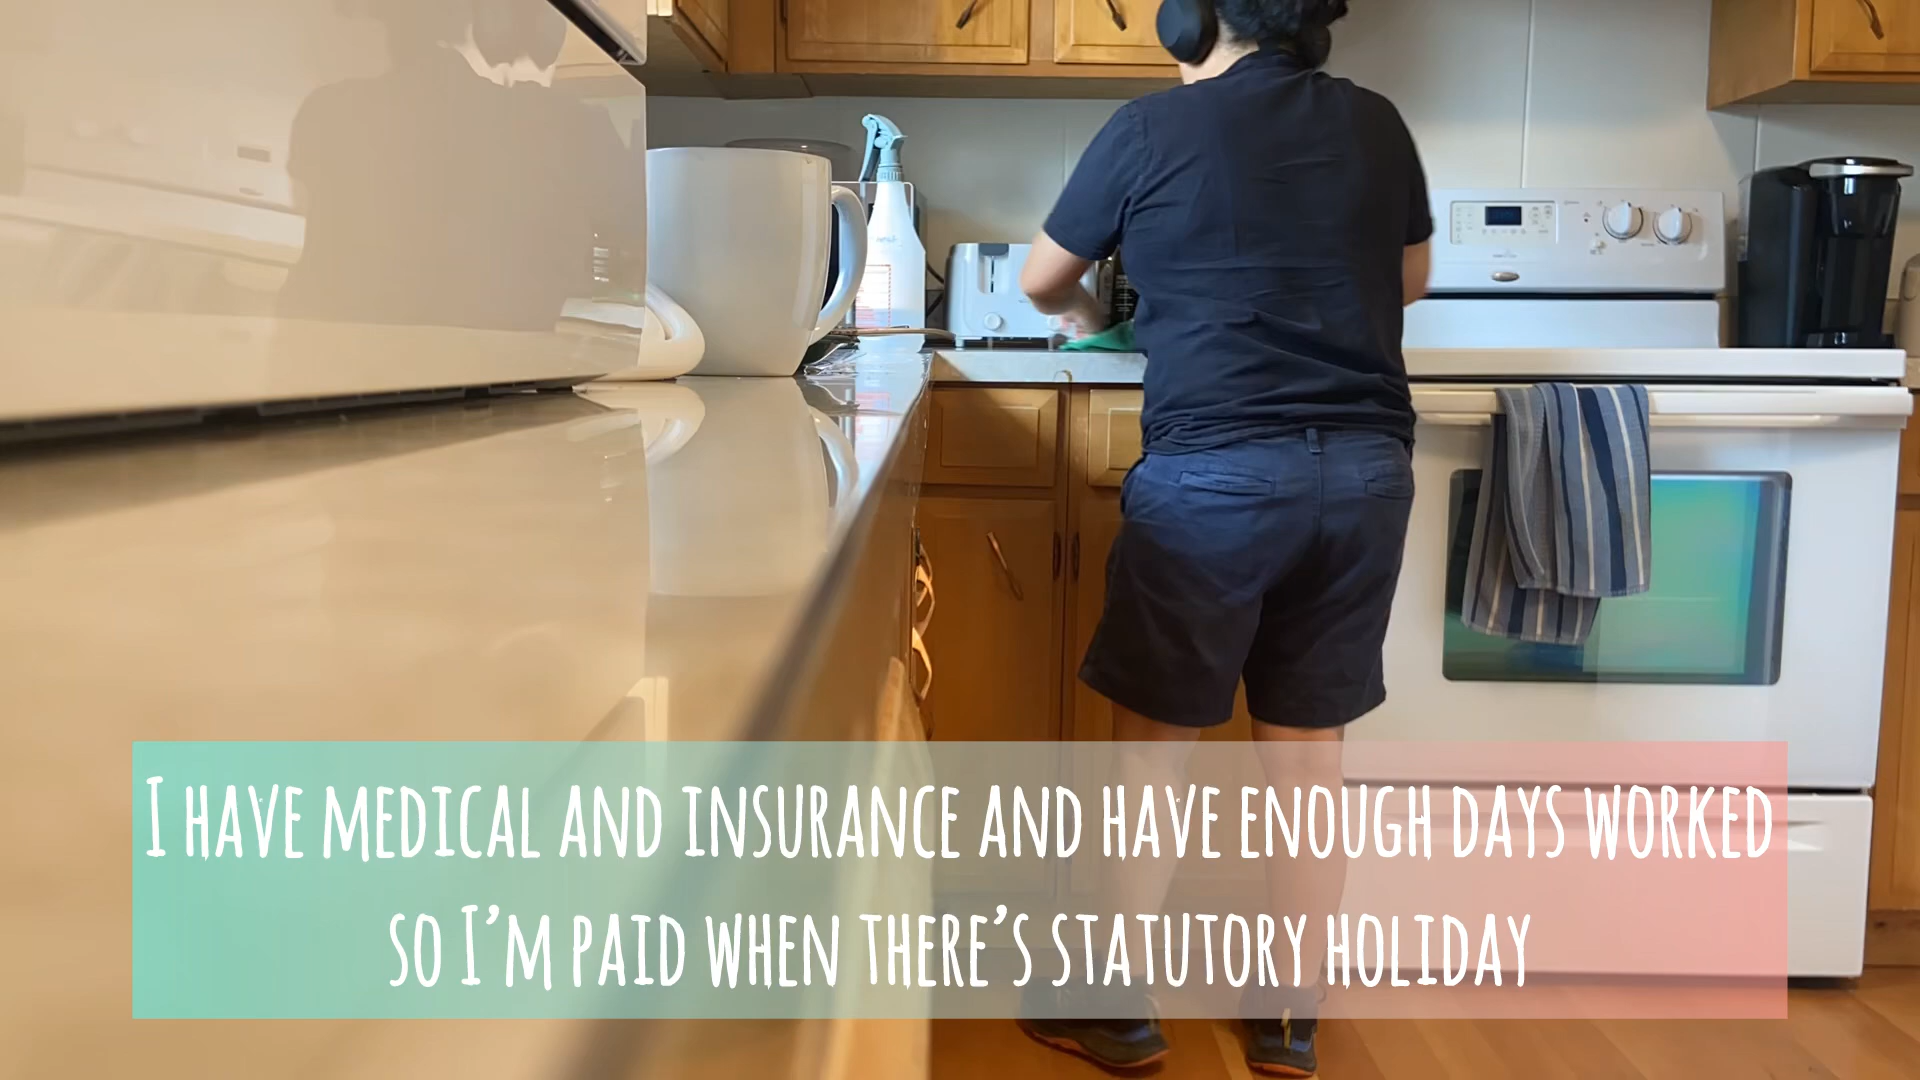 I HAVE MEDICAL AND INSURANCE AND HAVE ENOUGH DAYS WORKED
SO I'M PAID WHEN THERE'S STATUTORY HOLIDAY